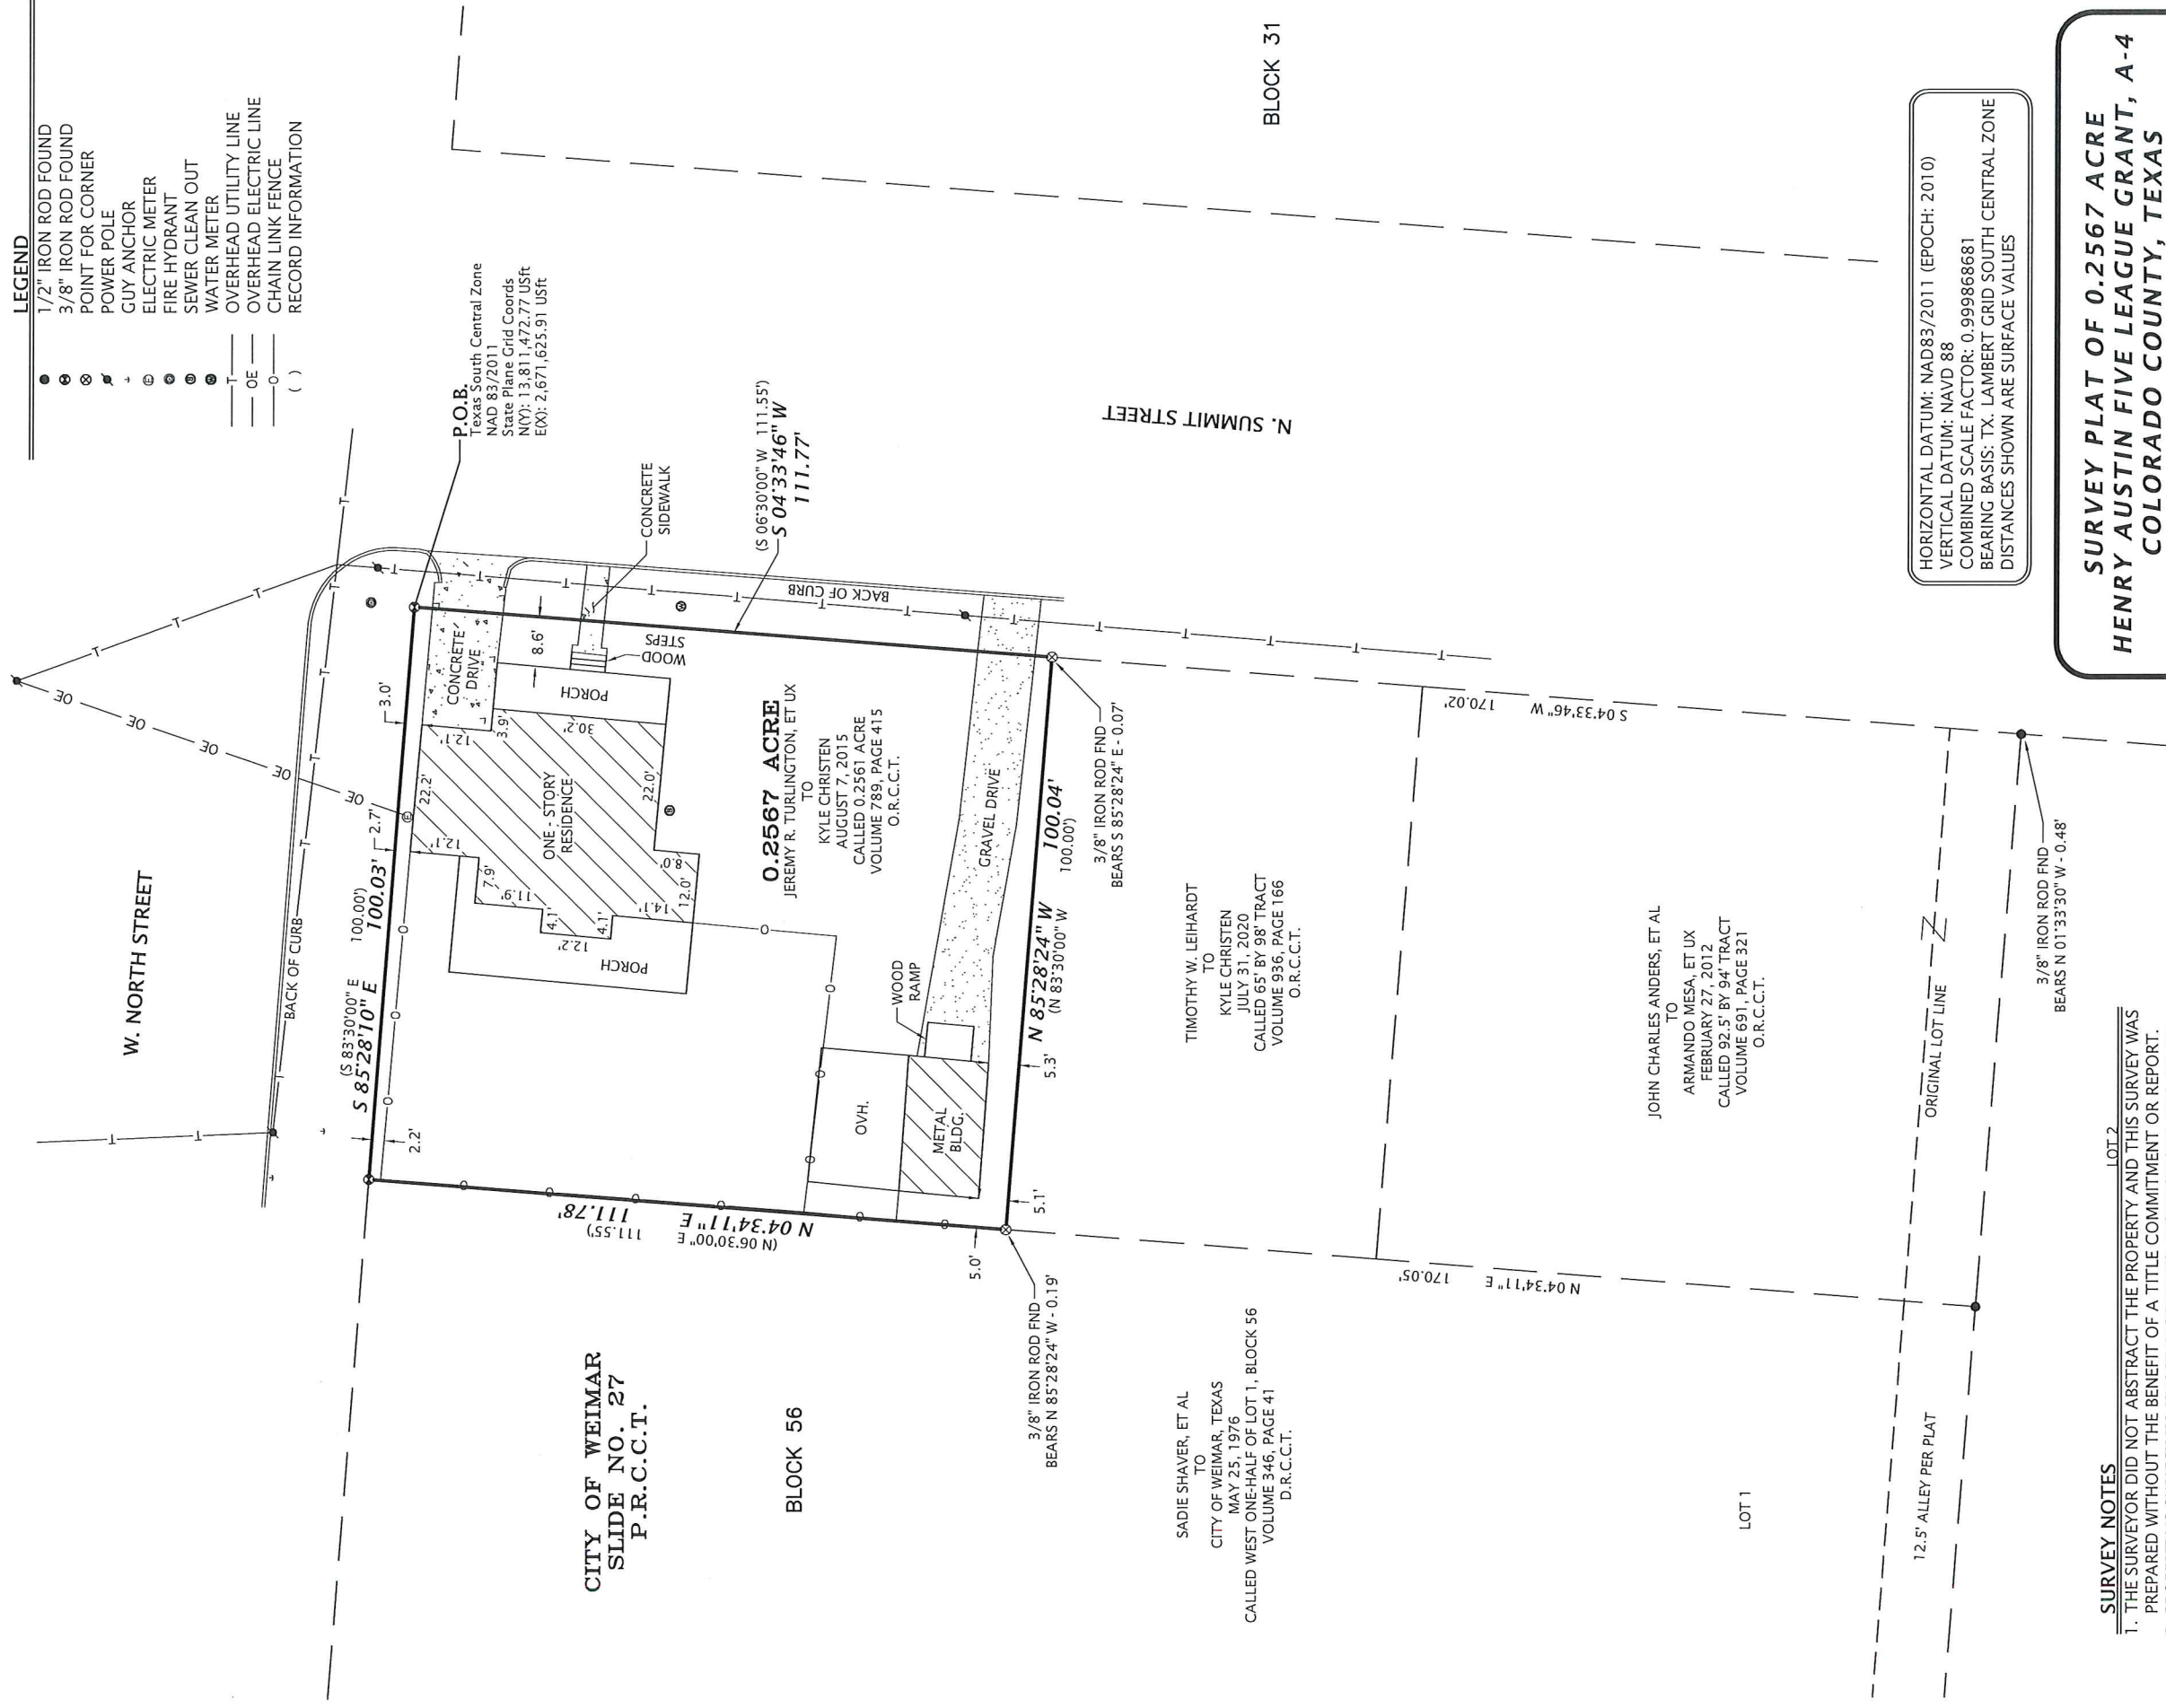 LEGEND
1/2" IRON ROD FOUND
3/8" IRON ROD FOUND
POINT FOR CORNER
POWER POLE
GUY ANCHOR
E ELECTRIC METER
FIRE HYDRANT
SEWER CLEAN OUT
WATER METER
T OVERHEAD UTILITY LINE
OE OVERHEAD ELECTRIC LINE
O CHAIN LINK FENCE
( ) RECORD INFORMATION
W. NORTH STREET
BACK OF CURB
P.O.B.
Texas South Central Zone
NAD 83/2011
State Plane Grid Coords
N(Y): 13,811,472.77 USft
E(X): 2,671,625.91 USft
(S 83°30'00" E 100.00')
S 85°28'10" E 100.03'
2.2'
2.7'
3.0'
CONCRETE
DRIVE
CONCRETE
SIDEWALK
8.6'
WOOD
STEPS
BACK OF CURB
(S 06°30'00" W 111.55')
S 04°33'46" W
111.77'
N. SUMMIT STREET
BLOCK 31
PORCH
ONE - STORY
RESIDENCE
22.2'
12.1'
3.9'
30.2'
22.0'
8.0'
12.0'
14.1'
4.1'
12.2'
4.1'
11.9'
7.9'
12.1'
PORCH
0.2567 ACRE
JEREMY R. TURLINGTON, ET UX
TO
KYLE CHRISTEN
AUGUST 7, 2015
CALLED 0.2561 ACRE
VOLUME 789, PAGE 415
O.R.C.C.T.
GRAVEL DRIVE
WOOD
RAMP
OVH.
METAL
BLDG.
5.0'
5.1'
5.3'
N 04°34'11" E 111.78'
(N 06°30'00" E 111.55')
N 85°28'24" W 100.04'
(N 83°30'00" W 100.00')
3/8" IRON ROD FND
BEARS S 85°28'24" E - 0.07'
3/8" IRON ROD FND
BEARS N 85°28'24" W - 0.19'
CITY OF WEIMAR
SLIDE NO. 27
P.R.C.C.T.
BLOCK 56
SADIE SHAVER, ET AL
TO
CITY OF WEIMAR, TEXAS
MAY 25, 1976
CALLED WEST ONE-HALF OF LOT 1, BLOCK 56
VOLUME 346, PAGE 41
D.R.C.C.T.
TIMOTHY W. LEIHARDT
TO
KYLE CHRISTEN
JULY 31, 2020
CALLED 65' BY 98' TRACT
VOLUME 936, PAGE 166
O.R.C.C.T.
S 04°33'46" W 170.02'
N 04°34'11" E 170.05'
JOHN CHARLES ANDERS, ET AL
TO
ARMANDO MESA, ET UX
FEBRUARY 27, 2012
CALLED 92.5' BY 94' TRACT
VOLUME 691, PAGE 321
O.R.C.C.T.
LOT 1
ORIGINAL LOT LINE
12.5' ALLEY PER PLAT
3/8" IRON ROD FND
BEARS N 01°33'30" W - 0.48'
LOT 2
HORIZONTAL DATUM: NAD83/2011 (EPOCH: 2010)
VERTICAL DATUM: NAVD 88
COMBINED SCALE FACTOR: 0.999868681
BEARING BASIS: TX. LAMBERT GRID SOUTH CENTRAL ZONE
DISTANCES SHOWN ARE SURFACE VALUES
SURVEY PLAT OF 0.2567 ACRE
HENRY AUSTIN FIVE LEAGUE GRANT, A-4
COLORADO COUNTY, TEXAS
SURVEY NOTES
1. THE SURVEYOR DID NOT ABSTRACT THE PROPERTY AND THIS SURVEY WAS
PREPARED WITHOUT THE BENEFIT OF A TITLE COMMITMENT OR REPORT.